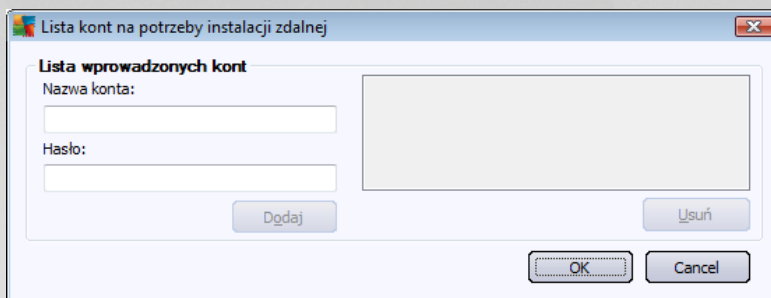 Lista kont na potrzeby instalacji zdalnej
Lista wprowadzonych kont
Nazwa konta:
Hasło:
Dodaj
Usuń
OK
Cancel